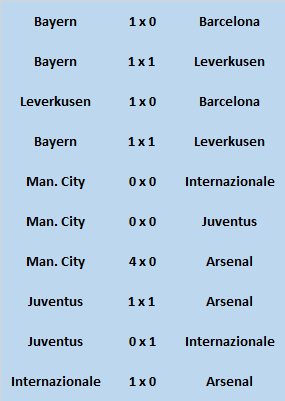 Bayern 1 x 0 Barcelona
Bayern 1 x 1 Leverkusen
Leverkusen 1 x 0 Barcelona
Bayern 1 x 1 Leverkusen
Man. City 0 x 0 Internazionale
Man. City 0 x 0 Juventus
Man. City 4 x 0 Arsenal
Juventus 1 x 1 Arsenal
Juventus 0 x 1 Internazionale
Internazionale 1 x 0 Arsenal